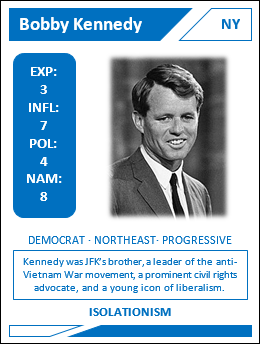 Bobby Kennedy NY
EXP:
3
INFL:
7
POL:
4
NAM:
8
DEMOCRAT · NORTHEAST· PROGRESSIVE
Kennedy was JFK's brother, a leader of the anti-
Vietnam War movement, a prominent civil rights
advocate, and a young icon of liberalism.
ISOLATIONISM